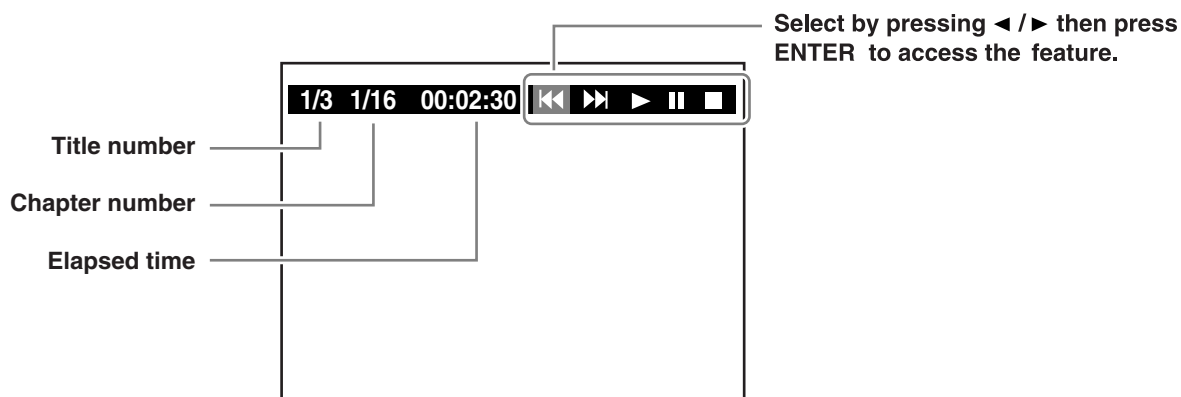 Select by pressing ◄ / ► then press
ENTER to access the feature.
1/3 1/16 00:02:30
Title number
Chapter number
Elapsed time